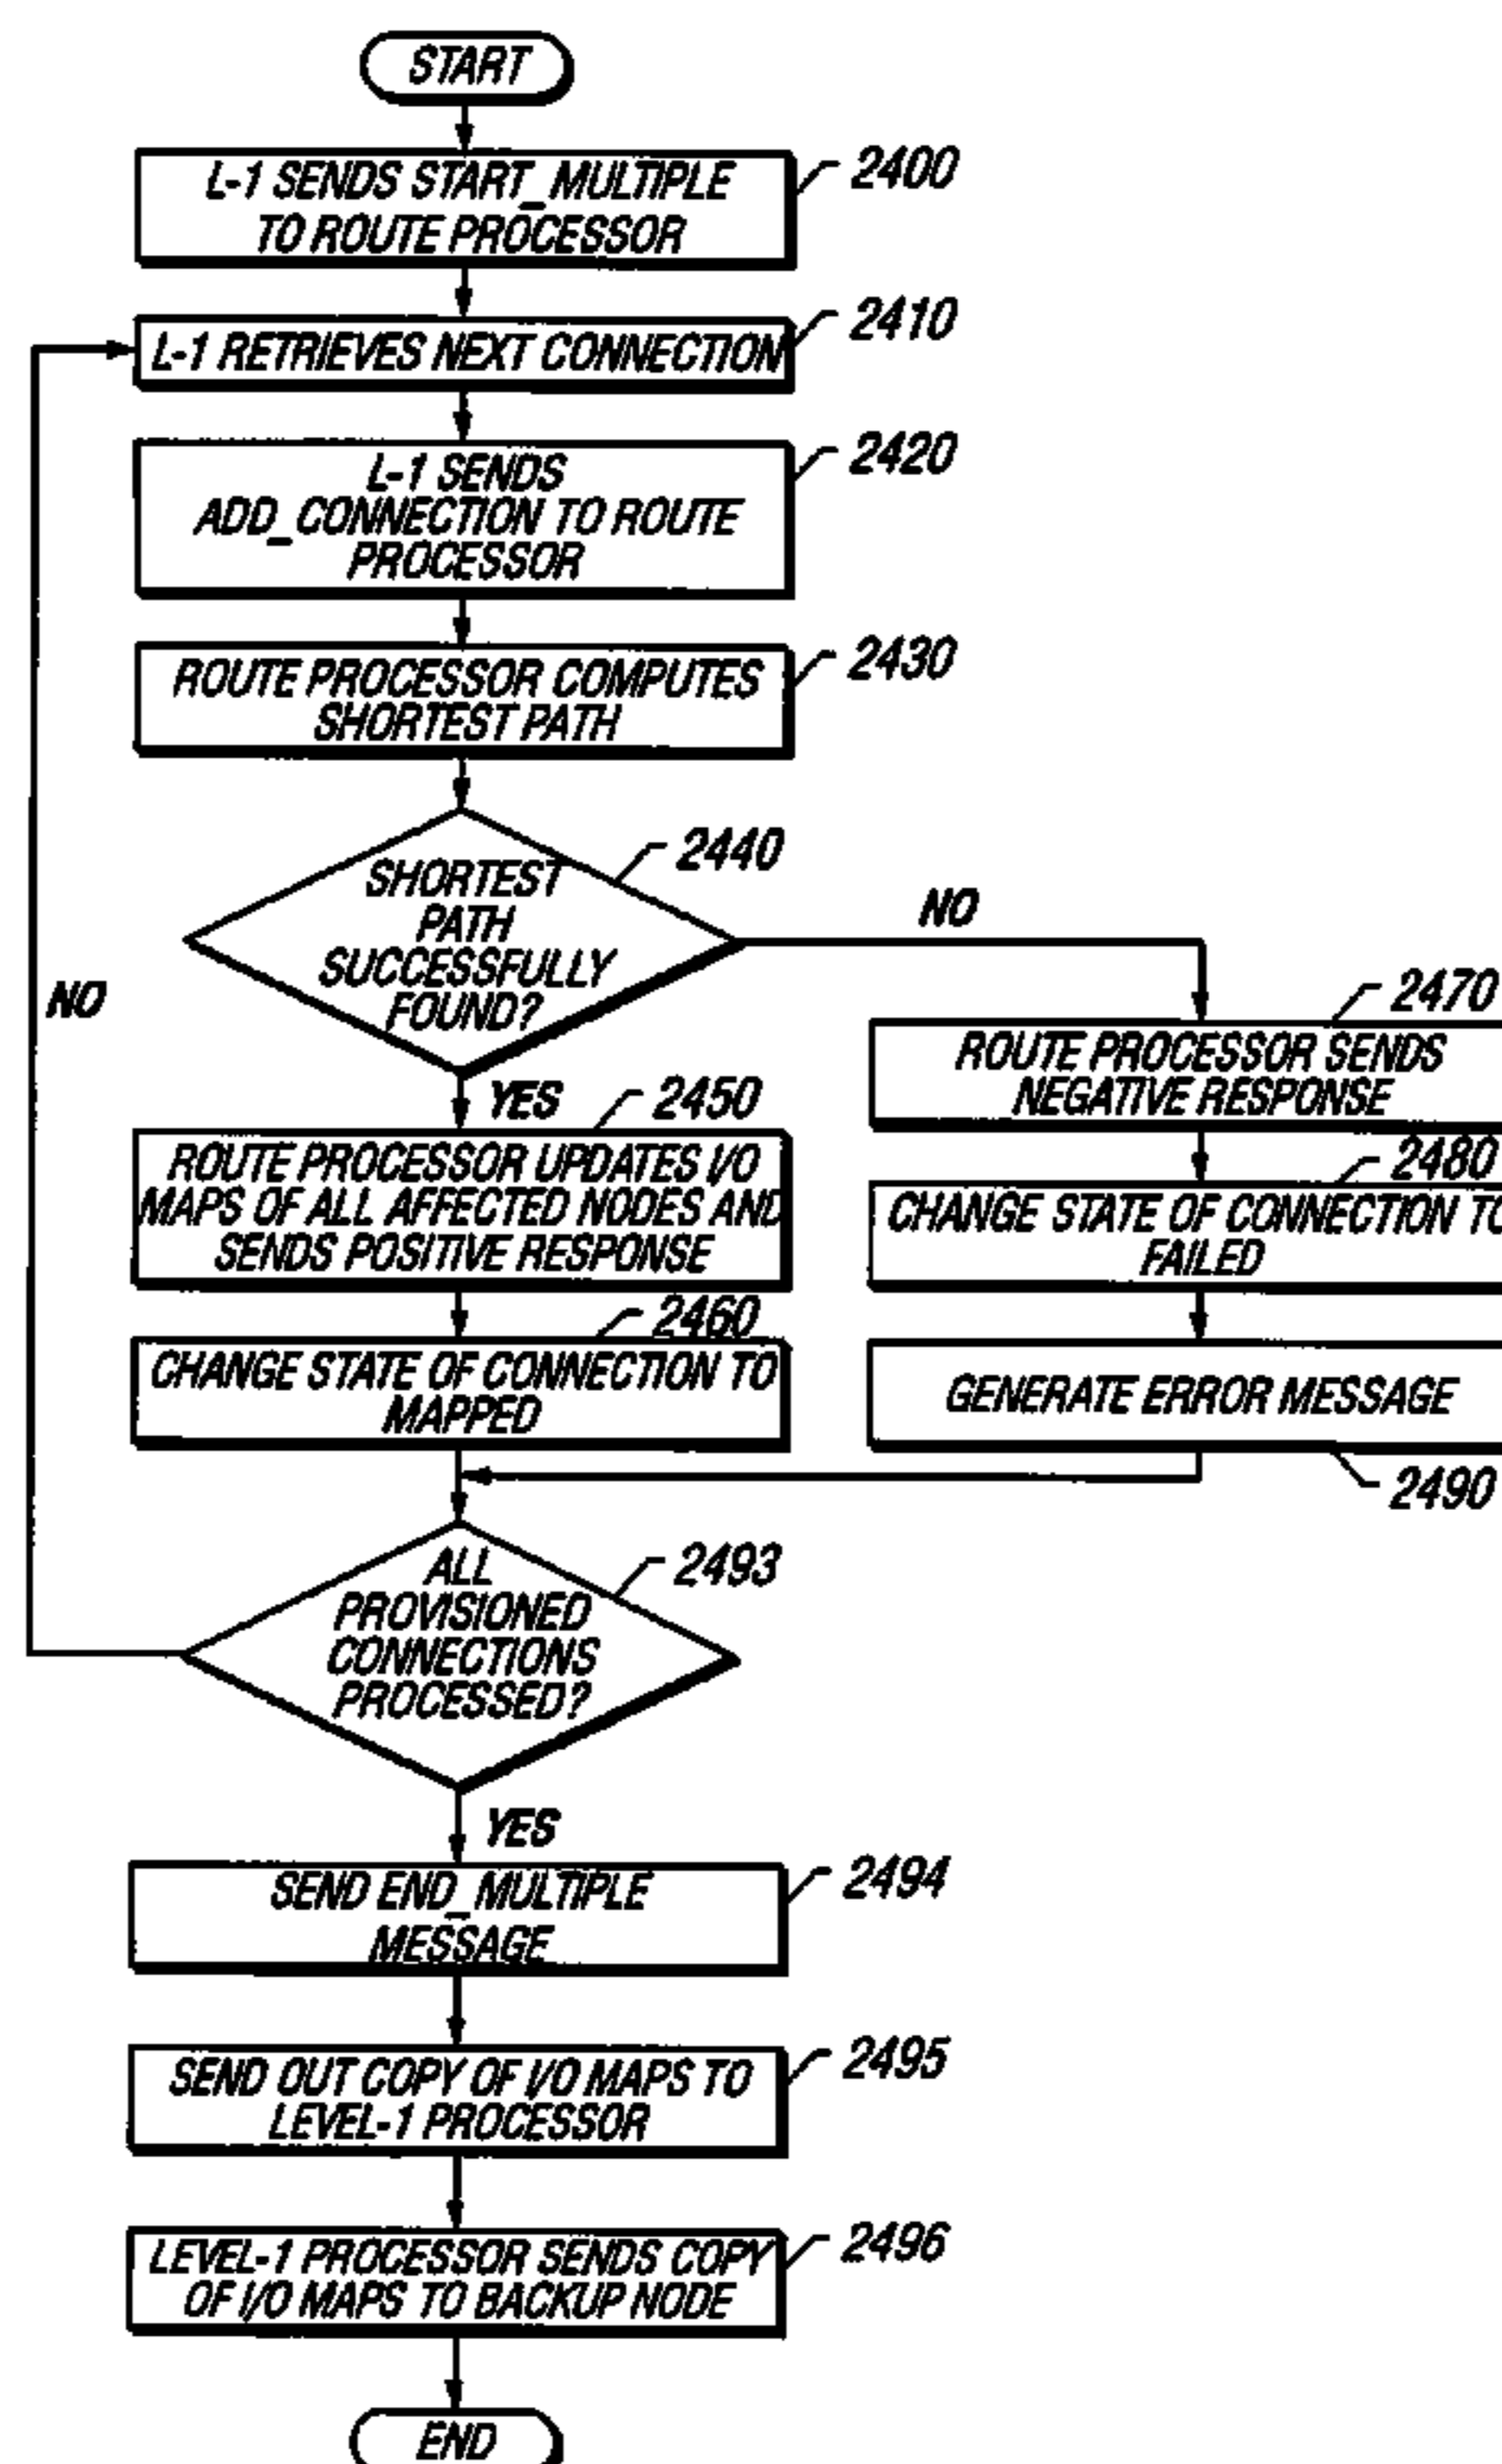 START
L-1 SENDS START_MULTIPLE
TO ROUTE PROCESSOR
2400
L-1 RETRIEVES NEXT CONNECTION
2410
L-1 SENDS
ADD_CONNECTION TO ROUTE
PROCESSOR
2420
ROUTE PROCESSOR COMPUTES
SHORTEST PATH
2430
SHORTEST
PATH
SUCCESSFULLY
FOUND?
2440
NO
YES
ROUTE PROCESSOR UPDATES I/O
MAPS OF ALL AFFECTED NODES AND
SENDS POSITIVE RESPONSE
2450
CHANGE STATE OF CONNECTION TO
MAPPED
2460
ROUTE PROCESSOR SENDS
NEGATIVE RESPONSE
2470
CHANGE STATE OF CONNECTION TO
FAILED
2480
GENERATE ERROR MESSAGE
2490
ALL
PROVISIONED
CONNECTIONS
PROCESSED?
2493
NO
YES
SEND END_MULTIPLE
MESSAGE
2494
SEND OUT COPY OF I/O MAPS TO
LEVEL-1 PROCESSOR
2495
LEVEL-1 PROCESSOR SENDS COPY
OF I/O MAPS TO BACKUP NODE
2496
END